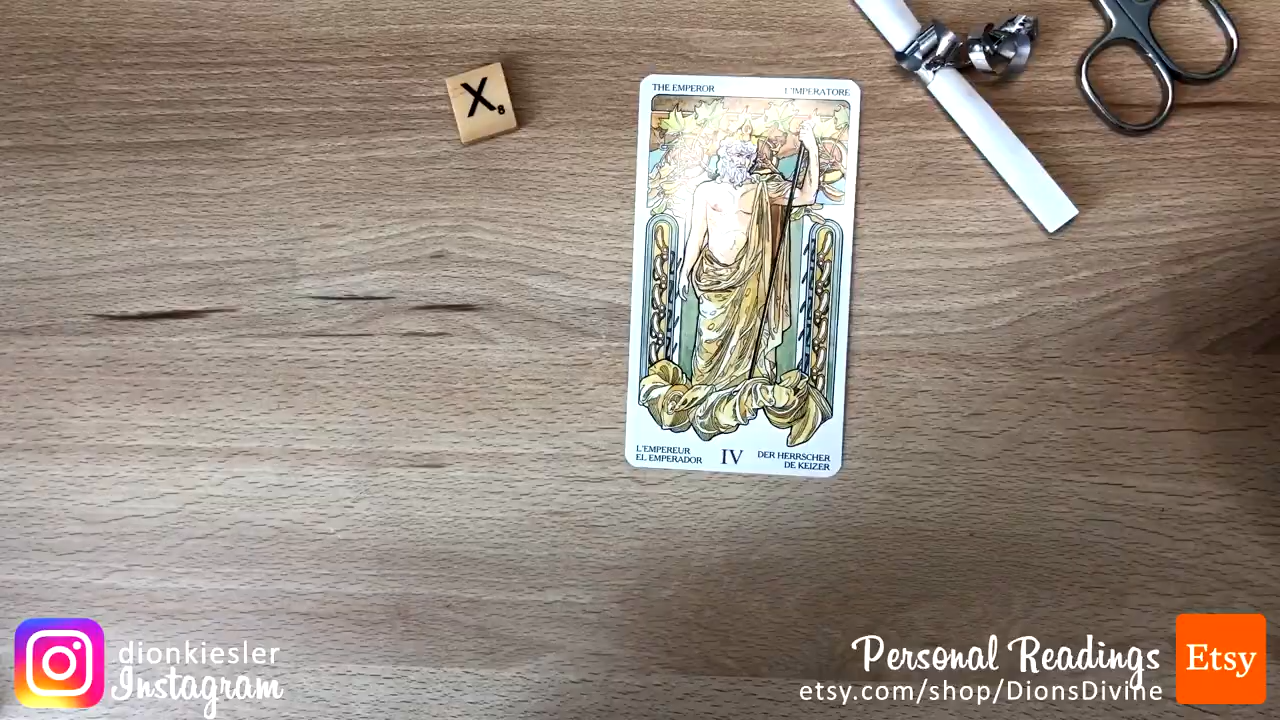 X8
THE EMPEROR
L'IMPERATORE
L'EMPEREUR
EL EMPERADOR
IV
DER HERRSCHER
DE KEIZER
dionkiesler
Instagram
Personal Readings
etsy.com/shop/DionsDivine
Etsy